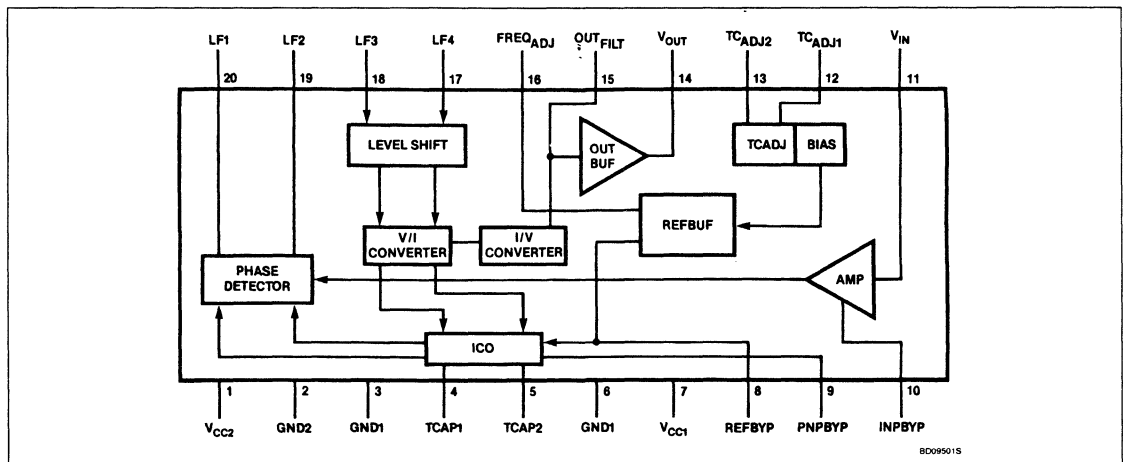 LF1 LF2 LF3 LF4 FREQADJ OUTFILT VOUT TCADJ2 TCADJ1 VIN
20 19 18 17 16 15 14 13 12 11
LEVEL SHIFT
OUT
BUF
TCADJ BIAS
REFBUF
V/I
CONVERTER
I/V
CONVERTER
PHASE
DETECTOR
AMP
ICO
1 2 3 4 5 6 7 8 9 10
VCC2 GND2 GND1 TCAP1 TCAP2 GND1 VCC1 REFBYP PNPBYP INPBYP
BD09501S